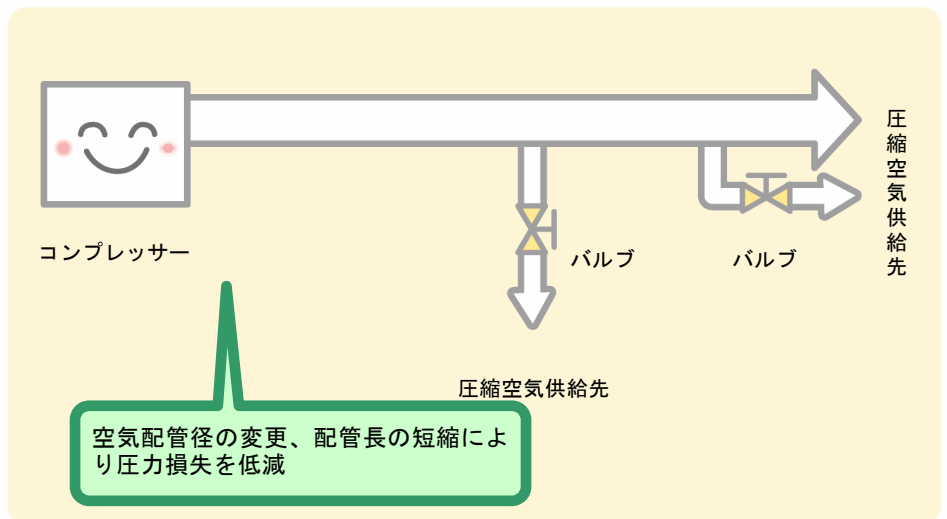 コンプレッサー
バルブ
バルブ
圧縮空気供給先
圧縮空気供給先
空気配管径の変更、配管長の短縮によ
り圧力損失を低減